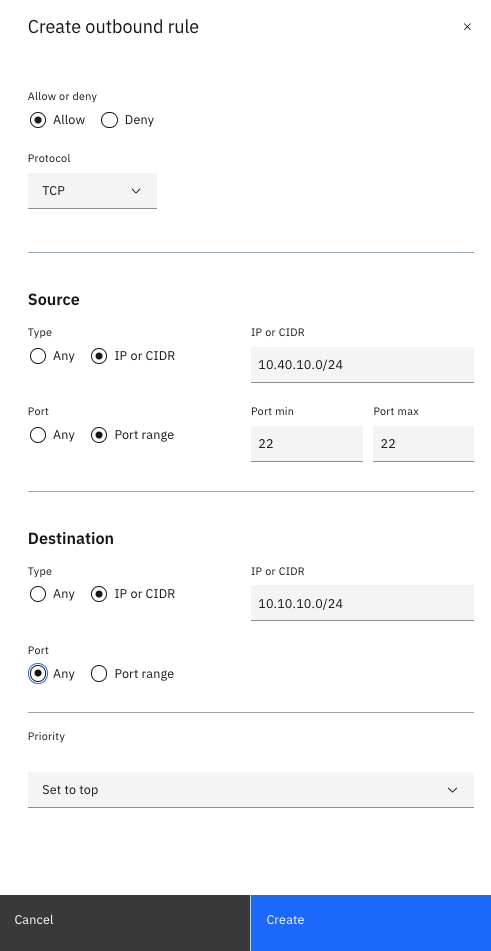 Create outbound rule
Allow or deny
Allow Deny
Protocol
TCP
Source
Type
Any IP or CIDR
IP or CIDR
10.40.10.0/24
Port
Any Port range
Port min Port max
22 22
Destination
Type
Any IP or CIDR
IP or CIDR
10.10.10.0/24
Port
Any Port range
Priority
Set to top
Cancel Create